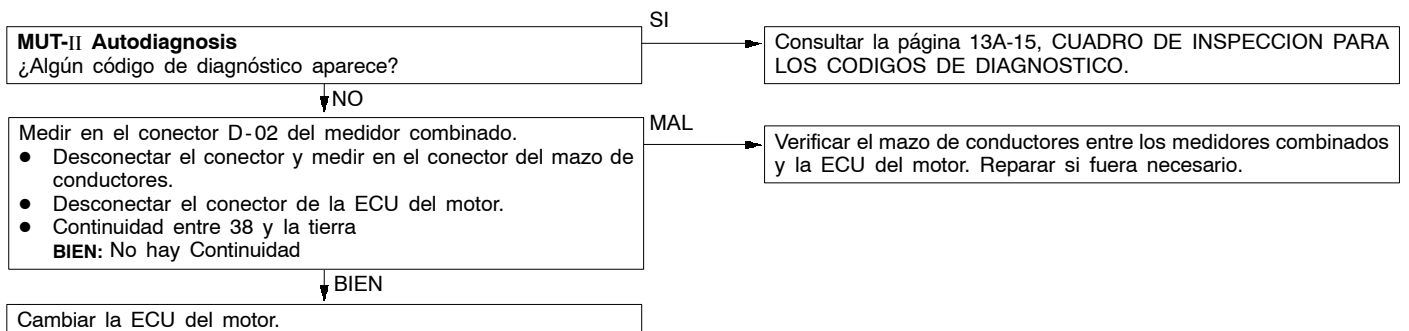 SI
MUT-II Autodiagnosis
¿Algún código de diagnóstico aparece?
Consultar la página 13A-15, CUADRO DE INSPECCION PARA
LOS CODIGOS DE DIAGNOSTICO.
NO
Medir en el conector D-02 del medidor combinado.
● Desconectar el conector y medir en el conector del mazo de
conductores.
● Desconectar el conector de la ECU del motor.
● Continuidad entre 38 y la tierra
BIEN: No hay Continuidad
MAL
Verificar el mazo de conductores entre los medidores combinados
y la ECU del motor. Reparar si fuera necesario.
BIEN
Cambiar la ECU del motor.